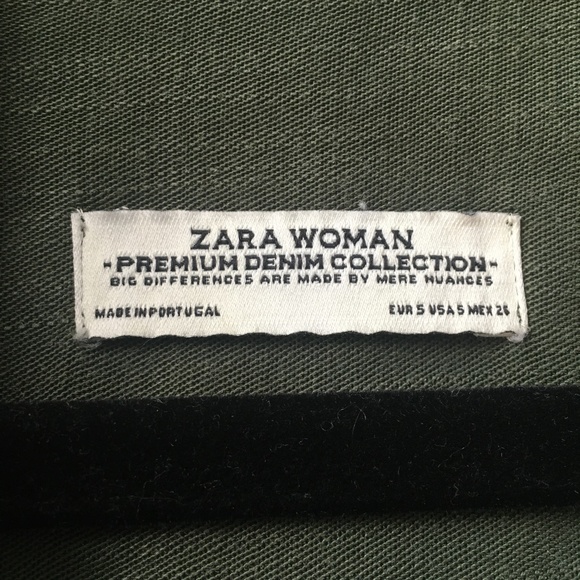 ZARA WOMAN
-PREMIUM DENIM COLLECTION-
BIG DIFFERENCES ARE MADE BY MERE NUANCES
MADE IN PORTUGAL EUR S USA S MEX 26